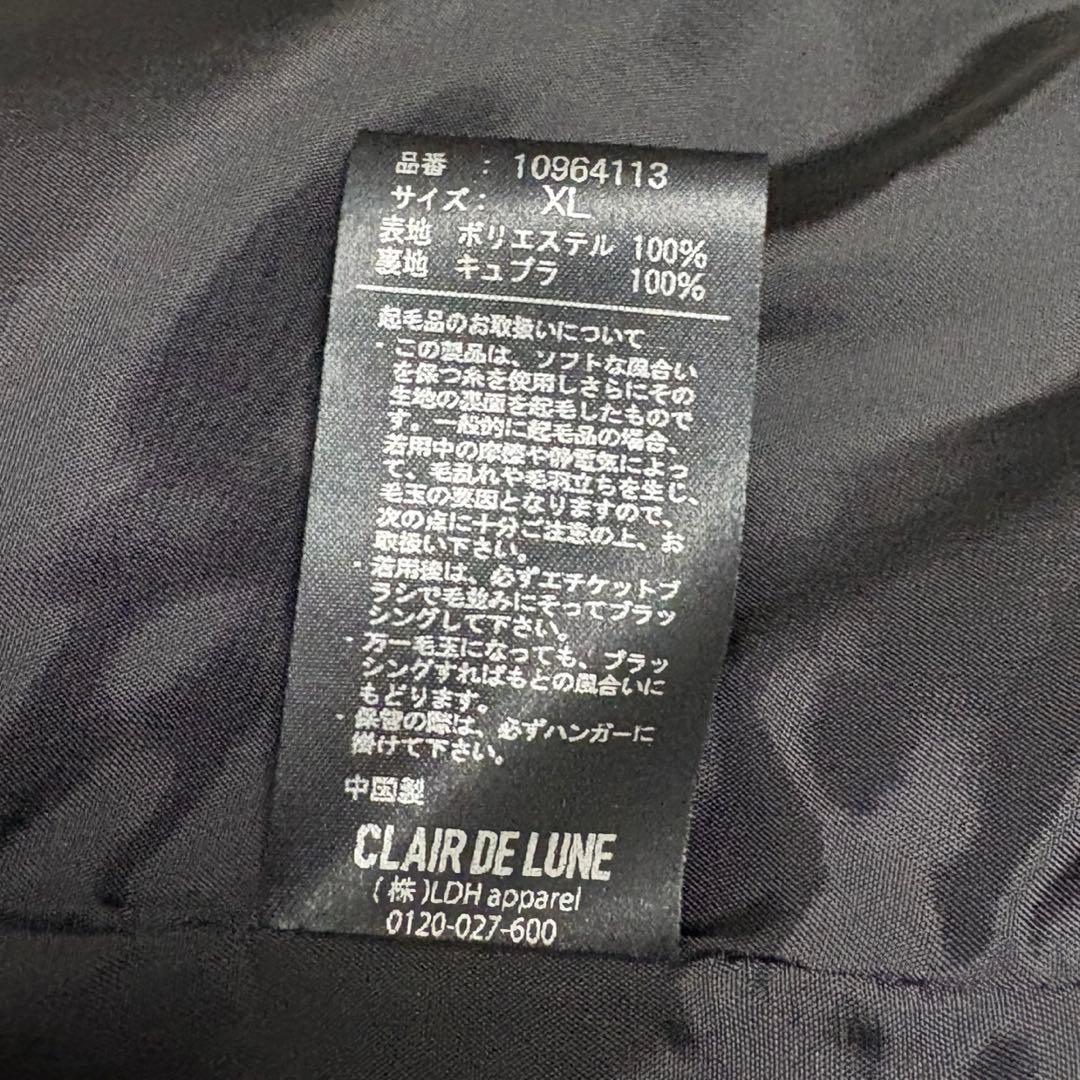 品番 : 10964113
サイズ: XL
表地 ポリエステル 100%
裏地 キュプラ 100%
起毛品のお取扱いについて
・この製品は、ソフトな風合い
を保つ糸を使用しさらにその
生地の表面を起毛したもので
す。一般的に起毛品の場合、
着用中の摩擦や静電気によっ
て、毛乱れや毛羽立ちを生じ、
毛玉の要因となりますので、
次の点に十分ご注意の上、お
取扱い下さい。
・着用後は、必ずエチケットブ
ラシで毛並みにそってブラッ
シングして下さい。
・万一毛玉になっても、ブラッ
シングすればもとの風合いに
もどります。
・保管の際は、必ずハンガーに
掛けて下さい。
中国製
CLAIR DE LUNE
(株)LDH apparel
0120-027-600